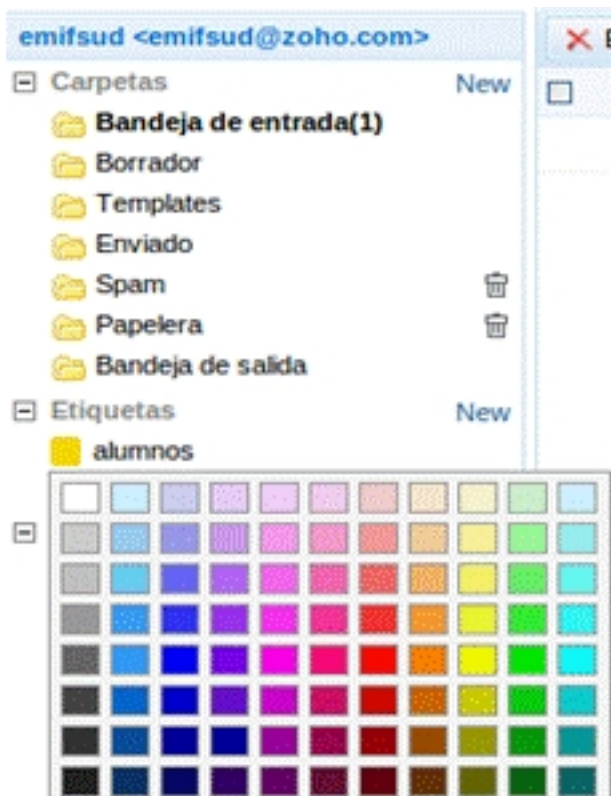 emifsud <emifsud@zoho.com>
Carpetas New
Bandeja de entrada(1)
Borrador
Templates
Enviado
Spam
Papelera
Bandeja de salida
Etiquetas New
alumnos